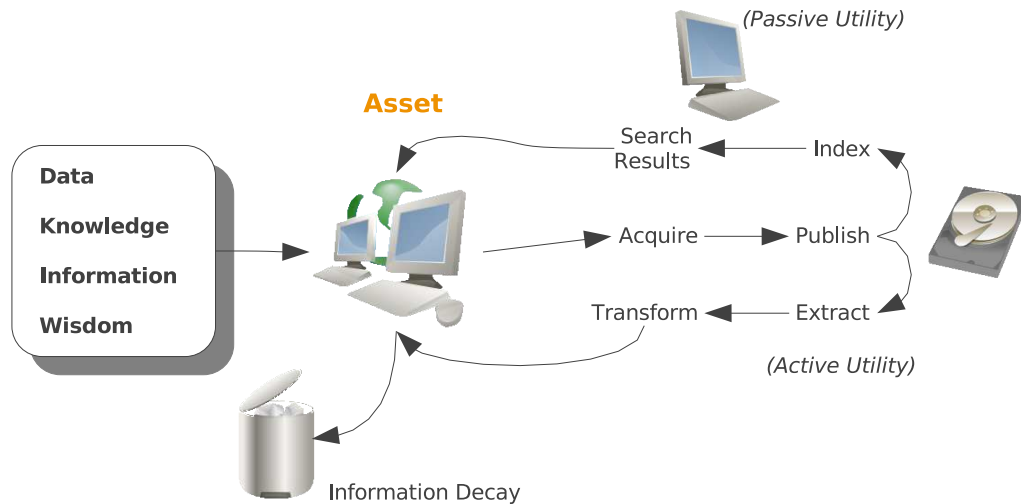 (Passive Utility)
Asset
Search
Results
Index
Data
Knowledge
Information
Wisdom
Acquire
Publish
Transform
Extract
(Active Utility)
Information Decay